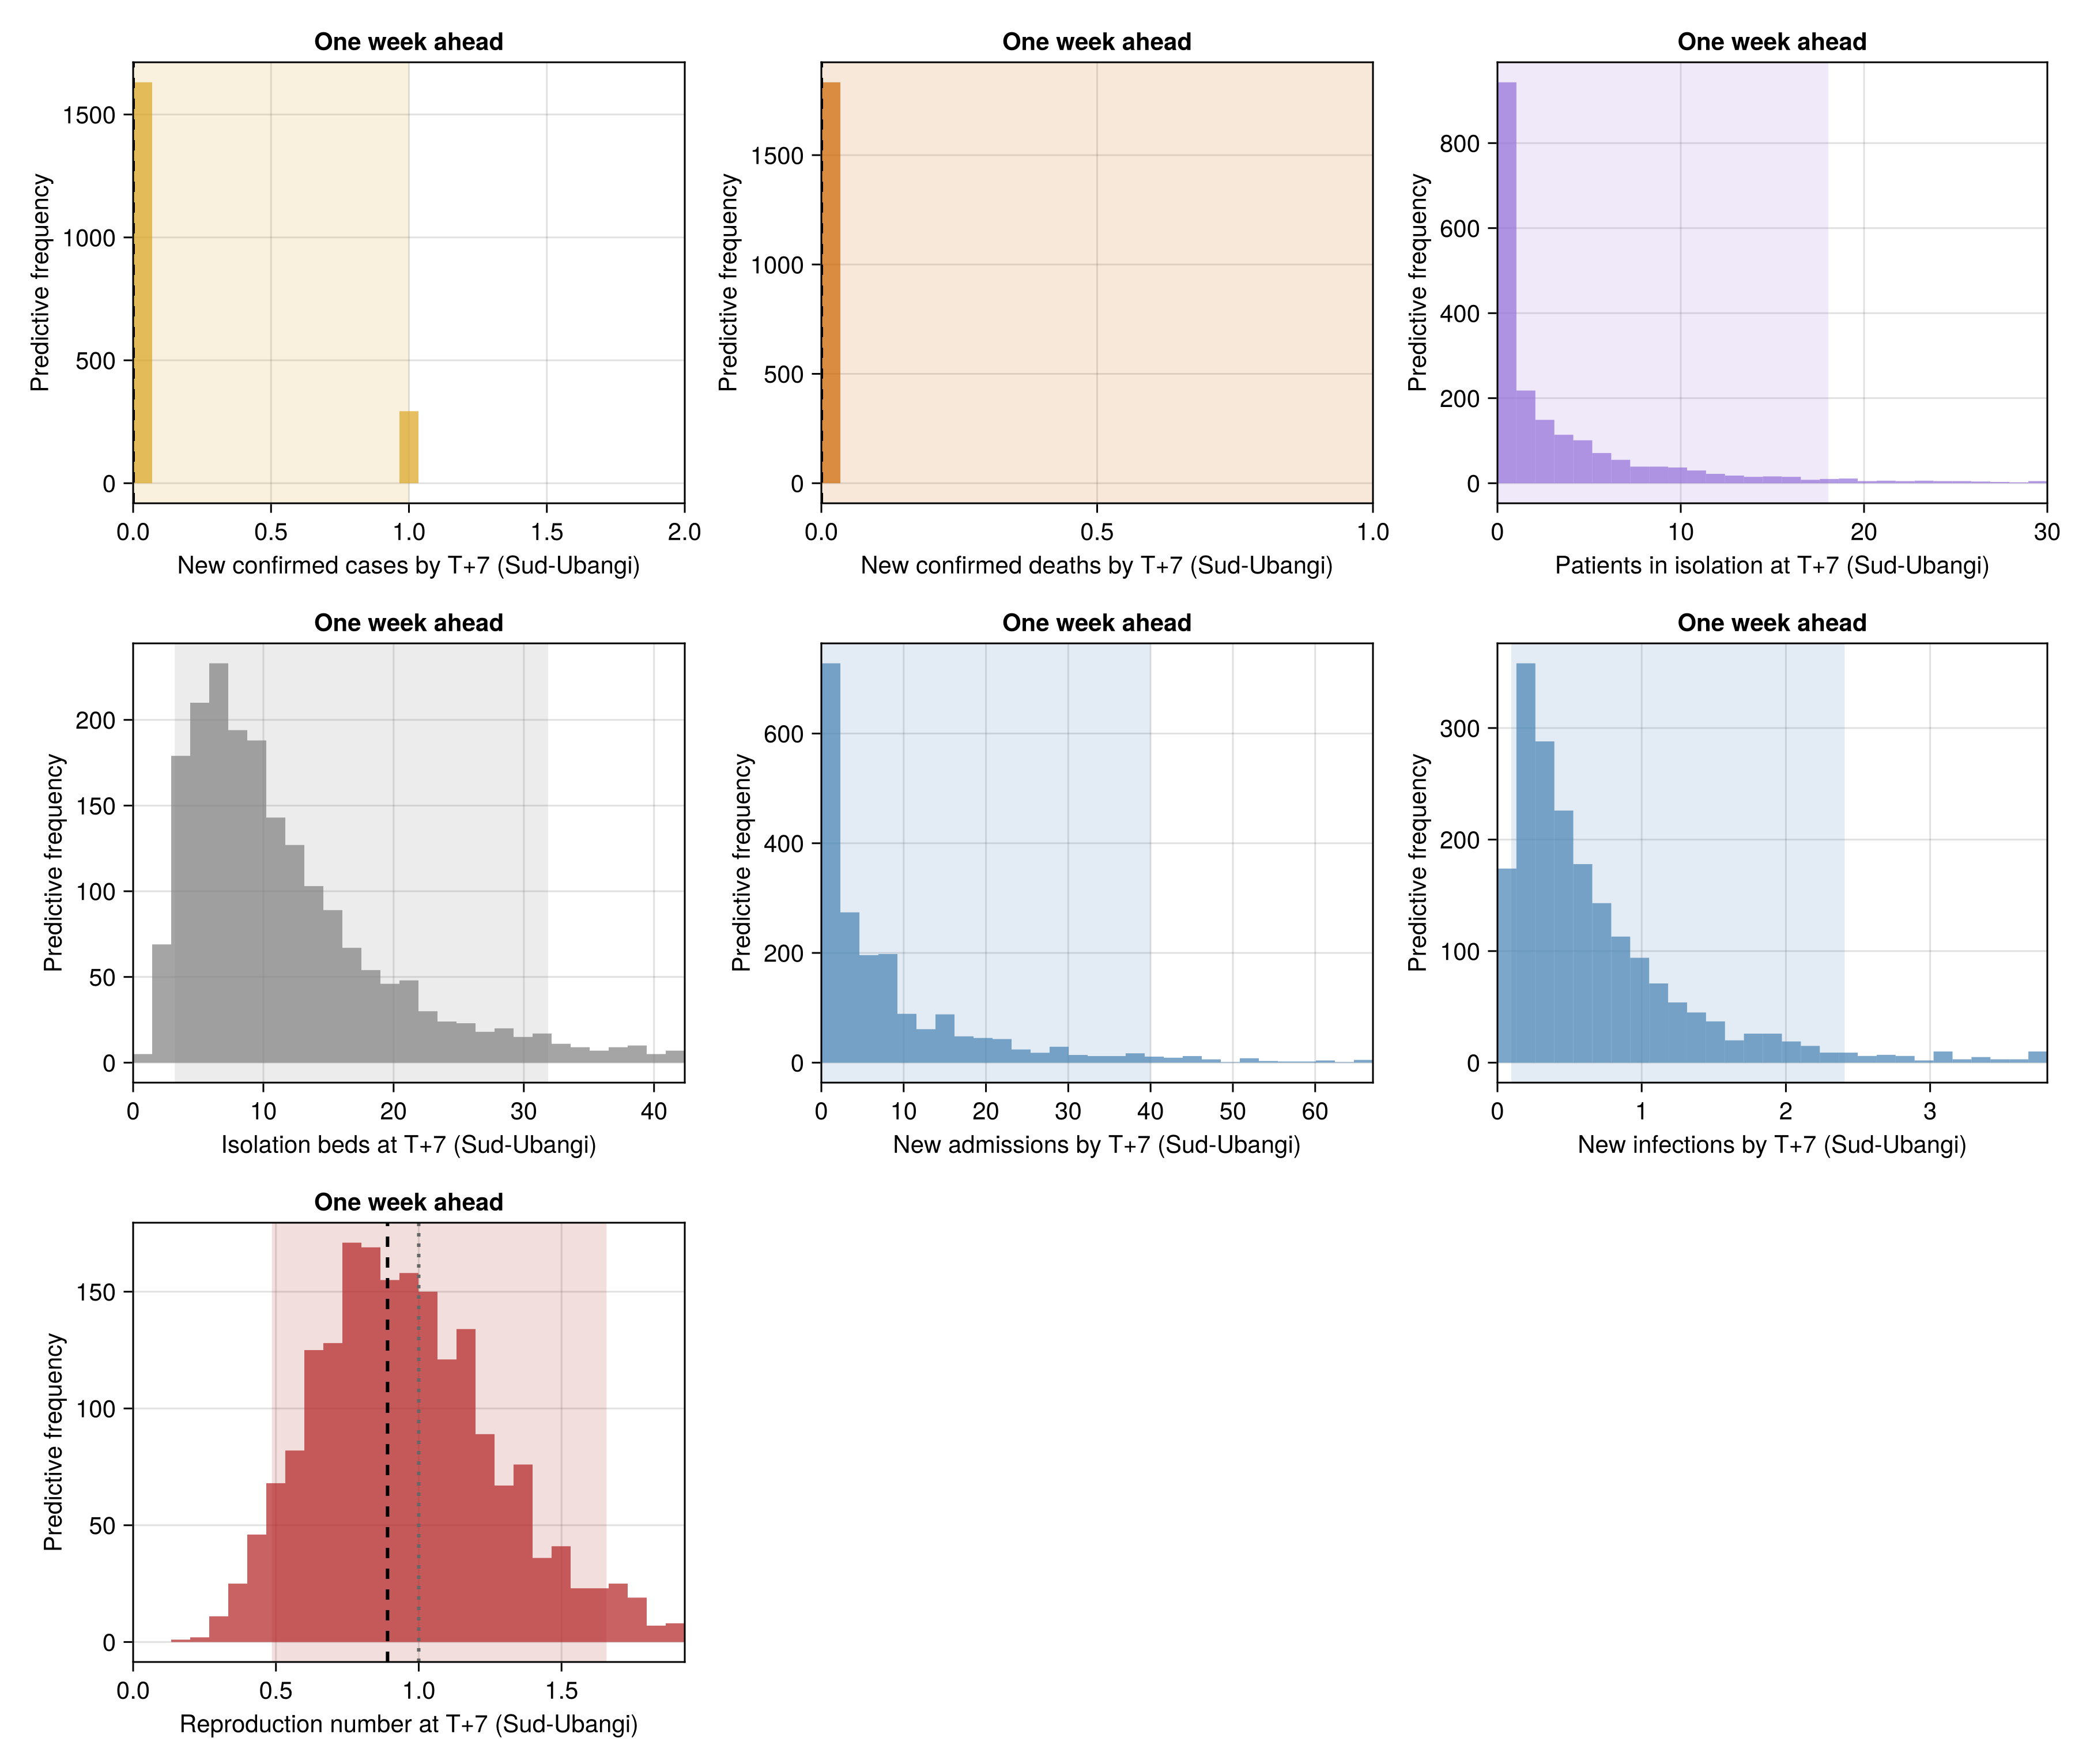 One week ahead
One week ahead
One week ahead
Predictive frequency
1500
1000
500
0
0.0 0.5 1.0 1.5 2.0
New confirmed cases by T+7 (Sud-Ubangi)
Predictive frequency
1500
1000
500
0
0.0 0.5 1.0
New confirmed deaths by T+7 (Sud-Ubangi)
Predictive frequency
800
600
400
200
0
0 10 20 30
Patients in isolation at T+7 (Sud-Ubangi)
One week ahead
One week ahead
One week ahead
Predictive frequency
200
150
100
50
0
0 10 20 30 40
Isolation beds at T+7 (Sud-Ubangi)
Predictive frequency
600
400
200
0
0 10 20 30 40 50 60
New admissions by T+7 (Sud-Ubangi)
Predictive frequency
300
200
100
0
0 1 2 3
New infections by T+7 (Sud-Ubangi)
One week ahead
Predictive frequency
150
100
50
0
0.0 0.5 1.0 1.5
Reproduction number at T+7 (Sud-Ubangi)